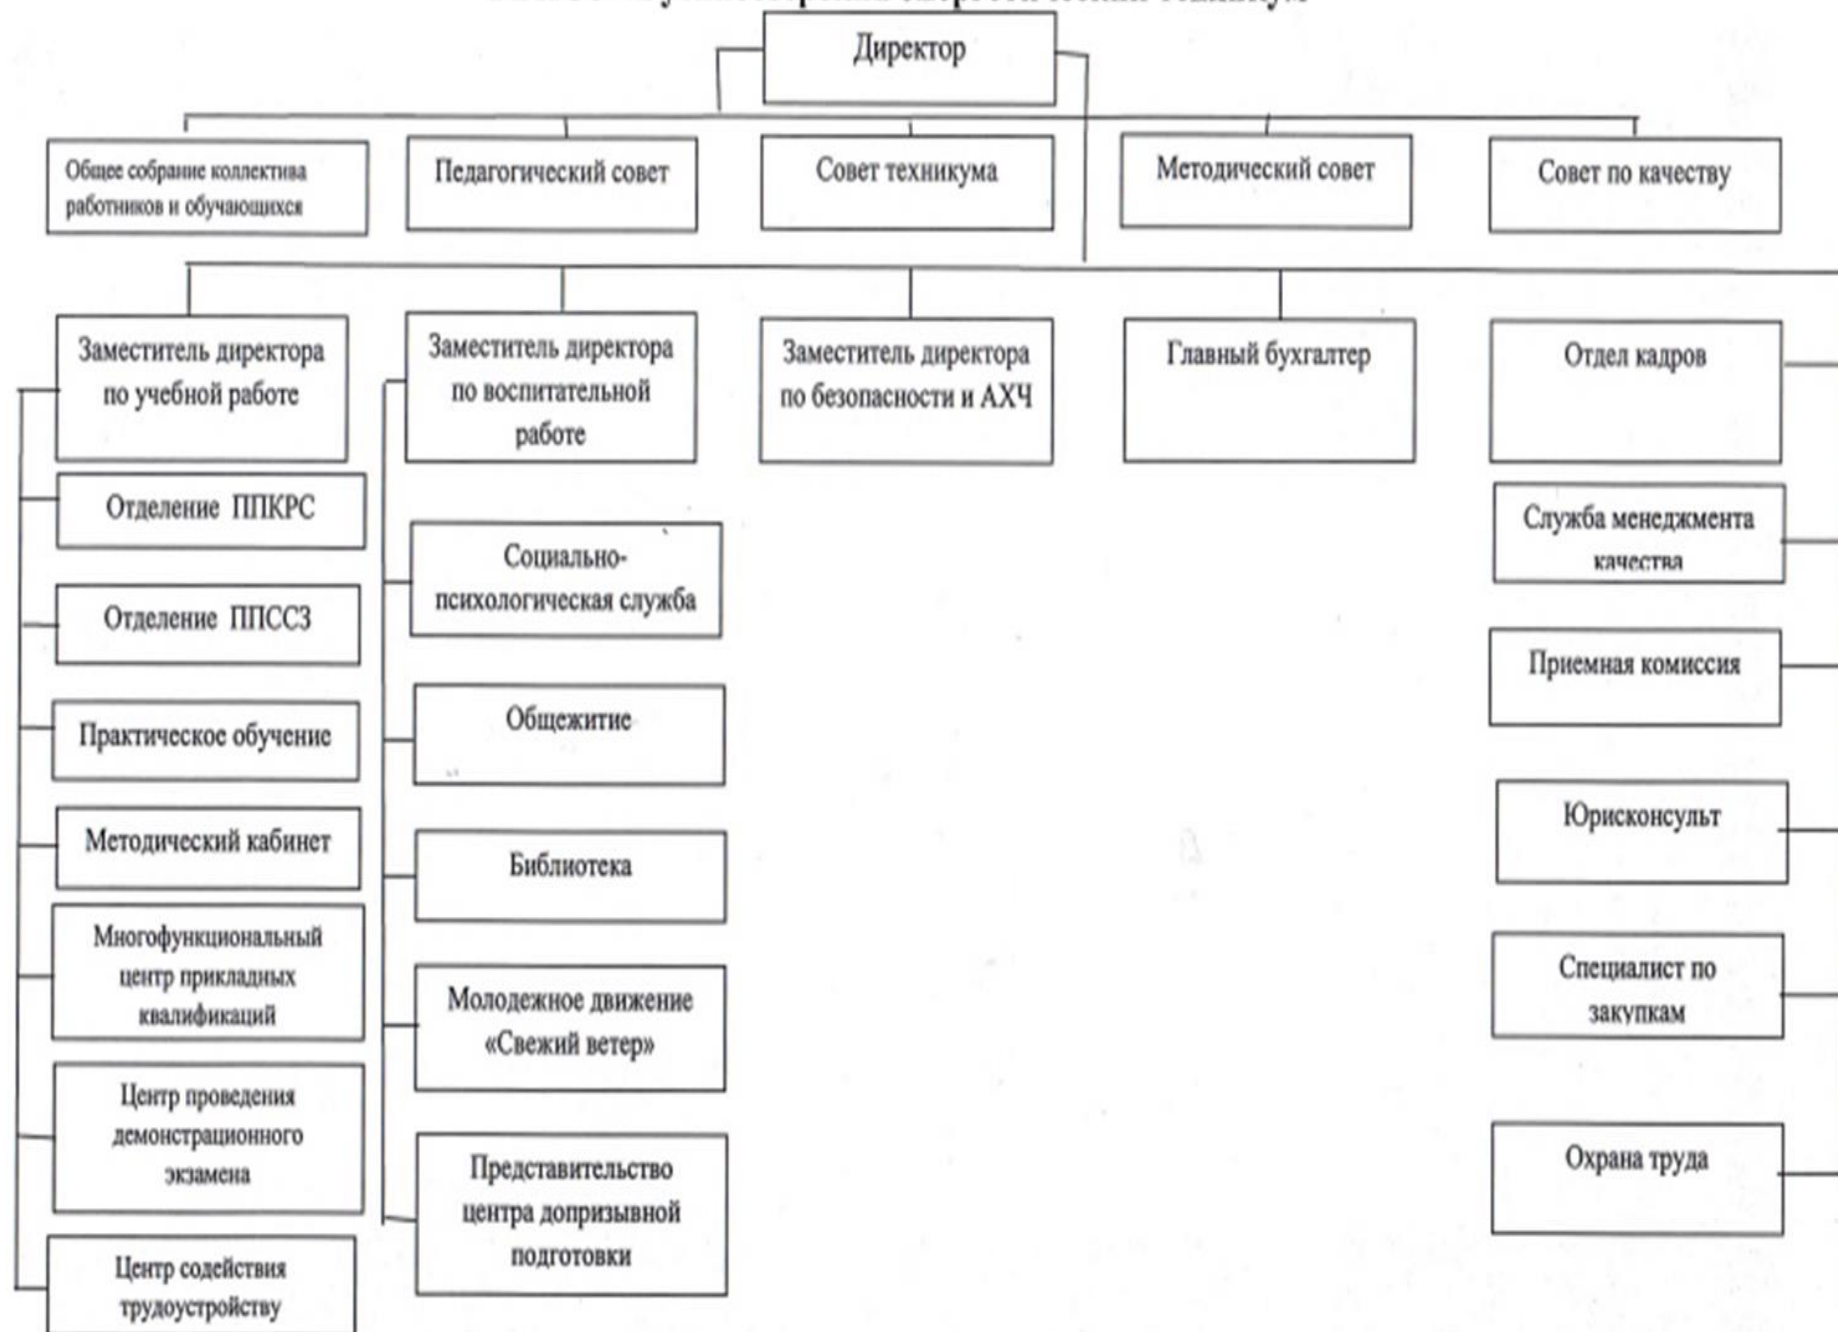 Директор
Общее собрание коллектива
работников и обучающихся
Педагогический совет
Совет техникума
Методический совет
Совет по качеству
Заместитель директора
по учебной работе
Заместитель директора
по воспитательной
работе
Заместитель директора
по безопасности и АХЧ
Главный бухгалтер
Отдел кадров
Отделение ППКРС
Отделение ППССЗ
Практическое обучение
Методический кабинет
Многофункциональный
центр прикладных
квалификаций
Центр проведения
демонстрационного
экзамена
Центр содействия
трудоустройству
Социально-
психологическая служба
Общежитие
Библиотека
Молодежное движение
«Свежий ветер»
Представительство
центра допризывной
подготовки
Служба менеджмента
качества
Приемная комиссия
Юрисконсульт
Специалист по
закупкам
Охрана труда